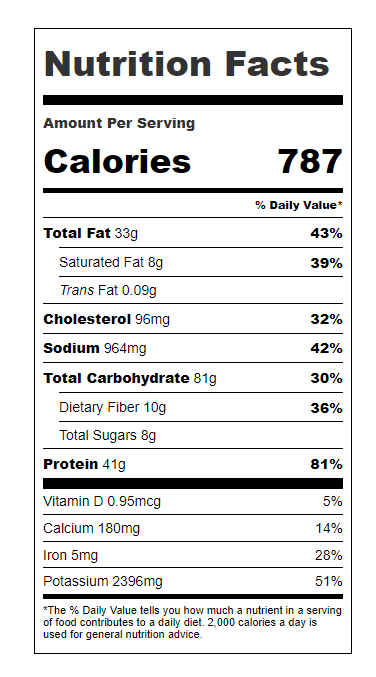 Nutrition Facts
Amount Per Serving
Calories 787
% Daily Value*
Total Fat 33g 43%
Saturated Fat 8g 39%
Trans Fat 0.09g
Cholesterol 96mg 32%
Sodium 964mg 42%
Total Carbohydrate 81g 30%
Dietary Fiber 10g 36%
Total Sugars 8g
Protein 41g 81%
Vitamin D 0.95mcg 5%
Calcium 180mg 14%
Iron 5mg 28%
Potassium 2396mg 51%
*The % Daily Value tells you how much a nutrient in a serving
of food contributes to a daily diet. 2,000 calories a day is
used for general nutrition advice.